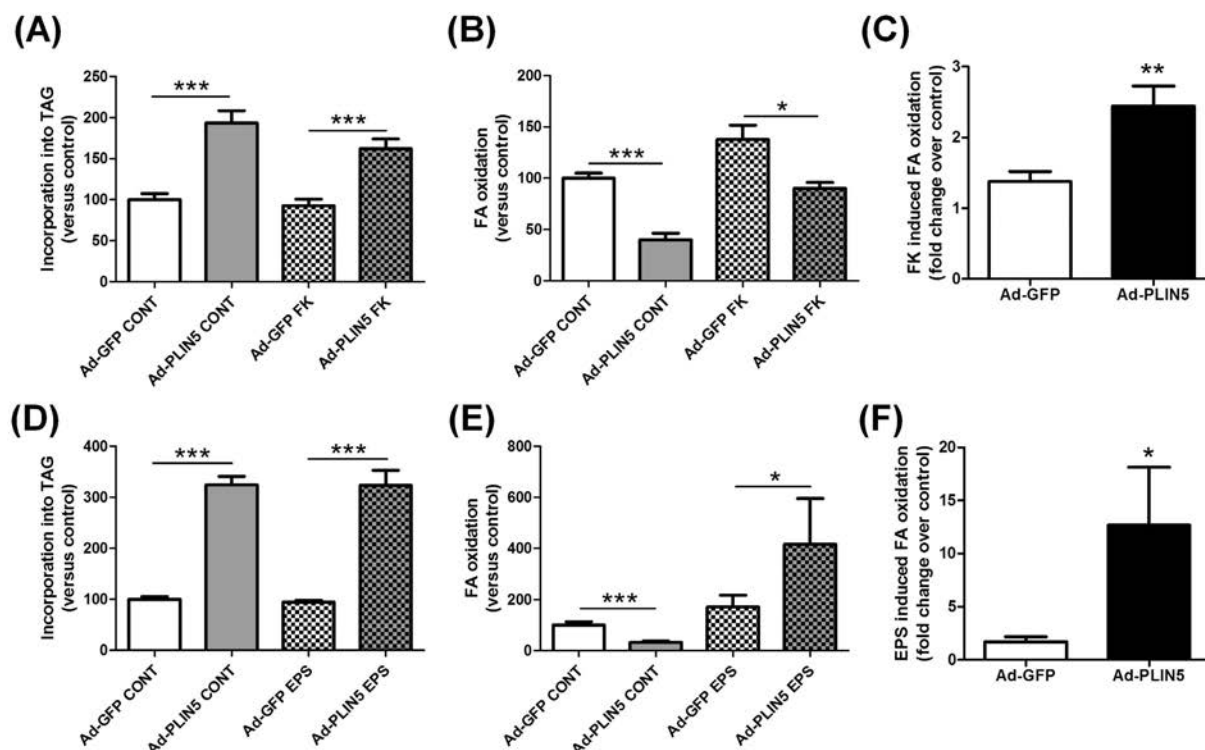 (A)
Incorporation into TAG
(versus control)
250
200
150
100
50
0
***
***
Ad-GFP CONT
Ad-PLIN5 CONT
Ad-GFP FK
Ad-PLIN5 FK
(B)
FA oxidation
(versus control)
200
150
100
50
0
***
*
Ad-GFP CONT
Ad-PLIN5 CONT
Ad-GFP FK
Ad-PLIN5 FK
(C)
FK induced FA oxidation
(fold change over control)
3
2
1
0
**
Ad-GFP
Ad-PLIN5
(D)
Incorporation into TAG
(versus control)
400
300
200
100
0
***
***
Ad-GFP CONT
Ad-PLIN5 CONT
Ad-GFP EPS
Ad-PLIN5 EPS
(E)
FA oxidation
(versus control)
800
600
400
200
0
***
*
Ad-GFP CONT
Ad-PLIN5 CONT
Ad-GFP EPS
Ad-PLIN5 EPS
(F)
EPS induced FA oxidation
(fold change over control)
20
15
10
5
0
*
Ad-GFP
Ad-PLIN5